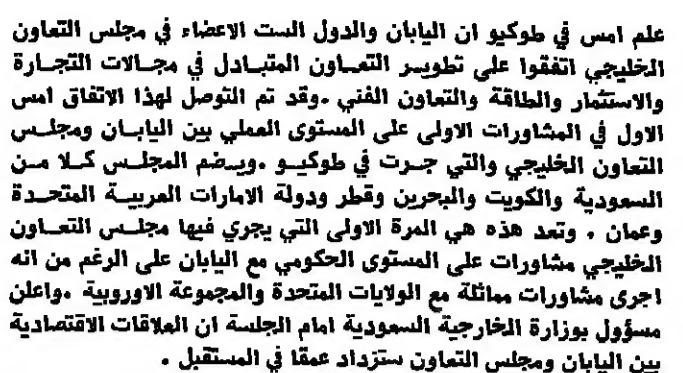 علم امس في طوكيو ان اليابان والدول الست الاعضاء في مجلس التعاون
الخليجي اتفقوا على تطوير التعاون المتبادل في مجالات التجارة
والاستثمار والطاقة والتعاون الفني .وقد تم التوصل لهذا الاتفاق امس
الاول في المشاورات الاولى على المستوى العملي بين اليابان ومجلس
التعاون الخليجي والتي جرت في طوكيو .ويضم المجلس كلا من
السعودية والكويت والبحرين وقطر ودولة الامارات العربية المتحدة
وعمان . وتعد هذه هي المرة الاولى التي يجري فيها مجلس التعاون
الخليجي مشاورات على المستوى الحكومي مع اليابان على الرغم من انه
اجرى مشاورات مماثلة مع الولايات المتحدة والمجموعة الاوروبية .واعلن
مسؤول بوزارة الخارجية السعودية امام الجلسة ان العلاقات الاقتصادية
بين اليابان ومجلس التعاون ستزداد عمقا في المستقبل .